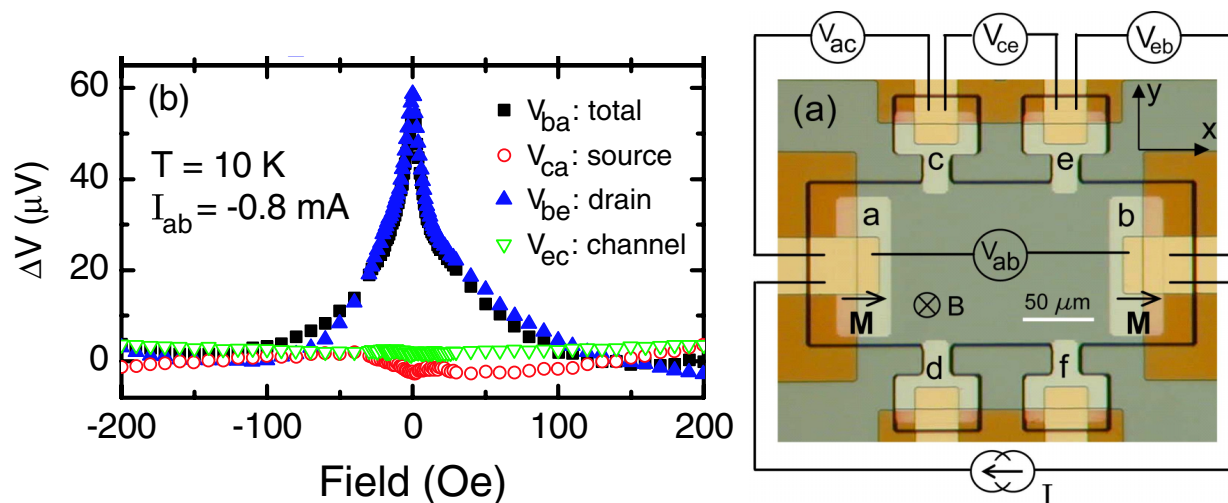 (b)
60
40
20
0
ΔV (μV)
T = 10 K
I_ab = -0.8 mA
V_ba: total
V_ca: source
V_be: drain
V_ec: channel
-200
-100
0
100
200
Field (Oe)
V_ac
V_ce
V_eb
(a)
y
x
c
e
a
b
V_ab
M
⊗ B
50 μm
M
d
f
I